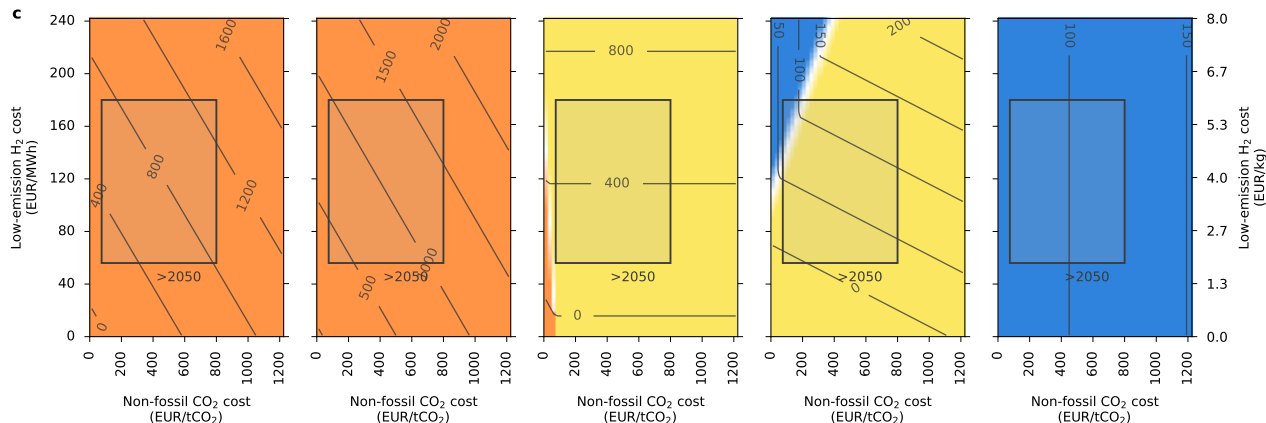 c
240
200
160
120
80
40
0
Low-emission H₂ cost
(EUR/MWh)
1600
1200
800
400
0
>2050
0 200 400 600 800 1000 1200
Non-fossil CO₂ cost
(EUR/tCO₂)
2000
1500
1000
500
>2050
0 200 400 600 800 1000 1200
Non-fossil CO₂ cost
(EUR/tCO₂)
800
400
0
>2050
0 200 400 600 800 1000 1200
Non-fossil CO₂ cost
(EUR/tCO₂)
50
100
150
200
0
>2050
0 200 400 600 800 1000 1200
Non-fossil CO₂ cost
(EUR/tCO₂)
100
150
>2050
0 200 400 600 800 1000 1200
Non-fossil CO₂ cost
(EUR/tCO₂)
8.0
6.7
5.3
4.0
2.7
1.3
0.0
Low-emission H₂ cost
(EUR/kg)